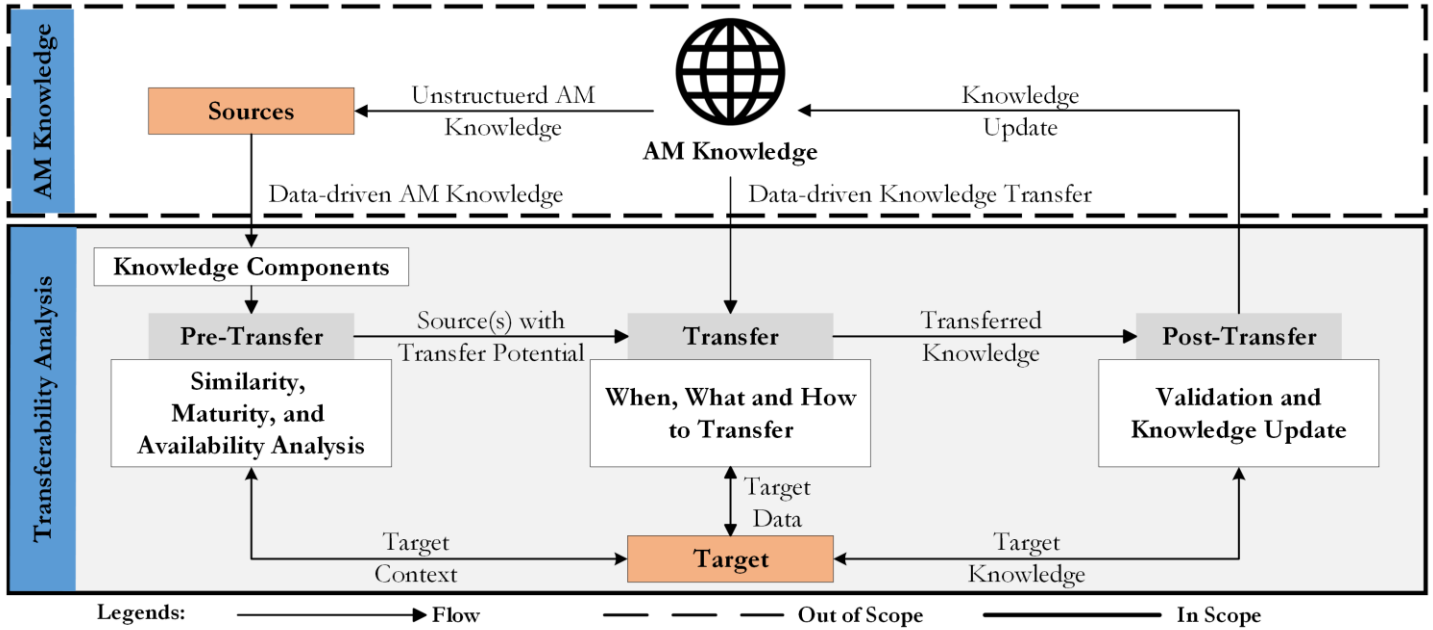 AM Knowledge
Sources
Unstructuerd AM
Knowledge
AM Knowledge
Knowledge
Update
Data-driven AM Knowledge
Data-driven Knowledge Transfer
Transferability Analysis
Knowledge Components
Pre-Transfer
Similarity,
Maturity, and
Availability Analysis
Source(s) with
Transfer Potential
Transfer
When, What and How
to Transfer
Transferred
Knowledge
Post-Transfer
Validation and
Knowledge Update
Target
Context
Target
Data
Target
Target
Knowledge
Legends:
Flow
Out of Scope
In Scope